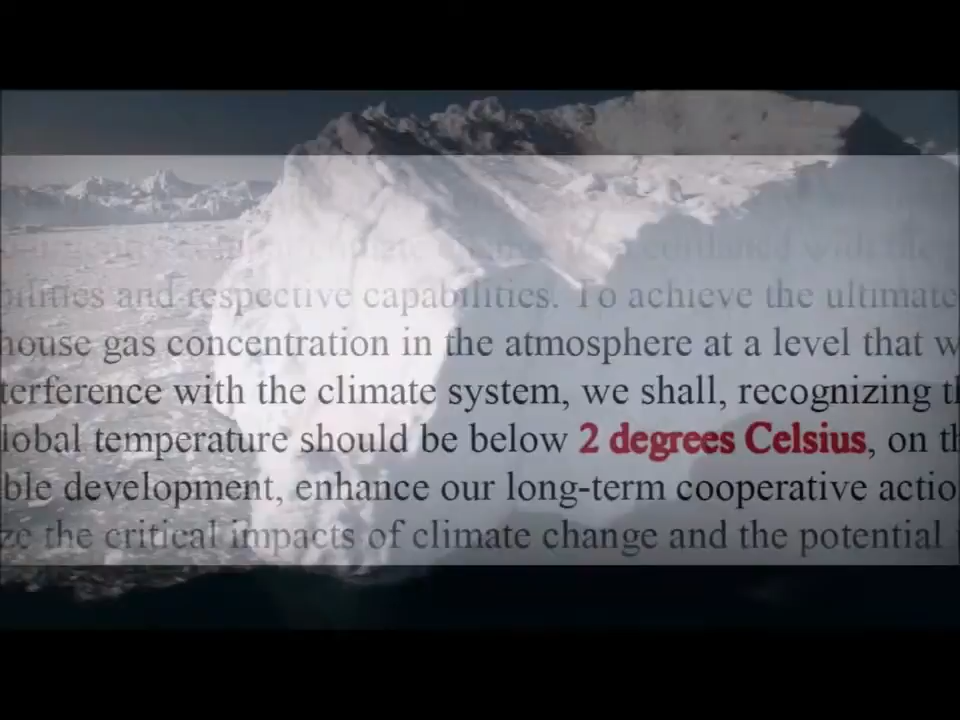 bilities and respective capabilities. To achieve the ultimate
house gas concentration in the atmosphere at a level that w
terference with the climate system, we shall, recognizing th
lobal temperature should be below 2 degrees Celsius, on th
ble development, enhance our long-term cooperative actio
ze the critical impacts of climate change and the potential